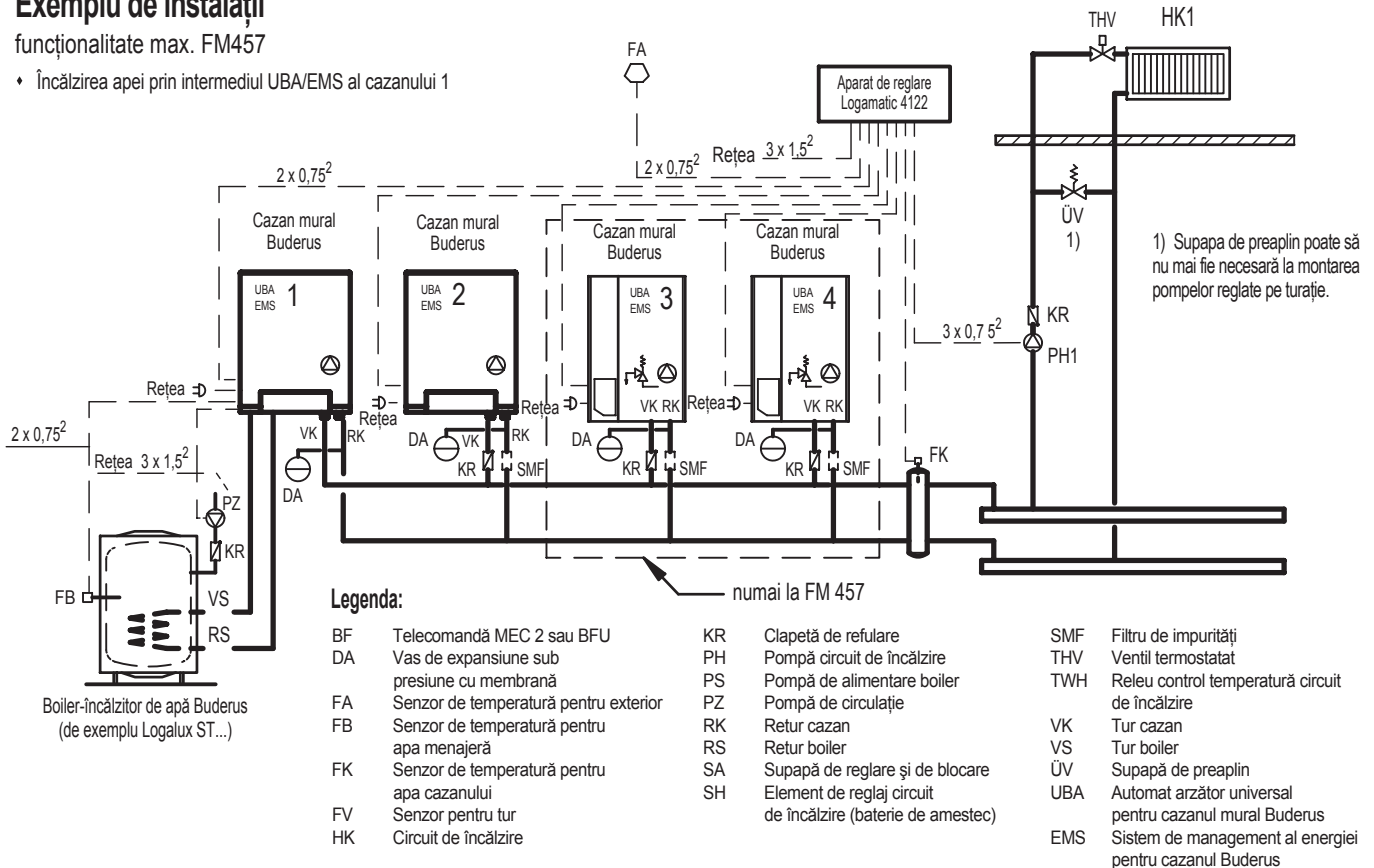 Exemplu de instalații
funcționalitate max. FM457
• Încălzirea apei prin intermediul UBA/EMS al cazanului 1
THV
HK1
FA
Aparat de reglare
Logamatic 4122
Rețea 3 x 1,5²
2 x 0,75²
2 x 0,75²
Cazan mural
Buderus
Cazan mural
Buderus
Cazan mural
Buderus
Cazan mural
Buderus
ÜV
1)
1) Supapa de preaplin poate să
nu mai fie necesară la montarea
pompelor reglate pe turație.
UBA
EMS
1
UBA
EMS
2
UBA
EMS
3
UBA
EMS
4
KR
3 x 0,7 5²
PH1
Rețea
Rețea
Rețea
Rețea
VK RK
VK RK
2 x 0,75²
VK
RK
DA
VK
RK
DA
DA
FK
Rețea 3 x 1,5²
KR
SMF
KR
SMF
KR
SMF
DA
PZ
KR
FB
VS
RS
numai la FM 457
Boiler-încălzitor de apă Buderus
(de exemplu Logalux ST...)
Legenda:
BF Telecomandă MEC 2 sau BFU
DA Vas de expansiune sub
presiune cu membrană
FA Senzor de temperatură pentru exterior
FB Senzor de temperatură pentru
apa menajeră
FK Senzor de temperatură pentru
apa cazanului
FV Senzor pentru tur
HK Circuit de încălzire
KR Clapetă de refulare
PH Pompă circuit de încălzire
PS Pompă de alimentare boiler
PZ Pompă de circulație
RK Retur cazan
RS Retur boiler
SA Supapă de reglare şi de blocare
SH Element de reglaj circuit
de încălzire (baterie de amestec)
SMF Filtru de impurități
THV Ventil termostatat
TWH Releu control temperatură circuit
de încălzire
VK Tur cazan
VS Tur boiler
ÜV Supapă de preaplin
UBA Automat arzător universal
pentru cazanul mural Buderus
EMS Sistem de management al energiei
pentru cazanul Buderus